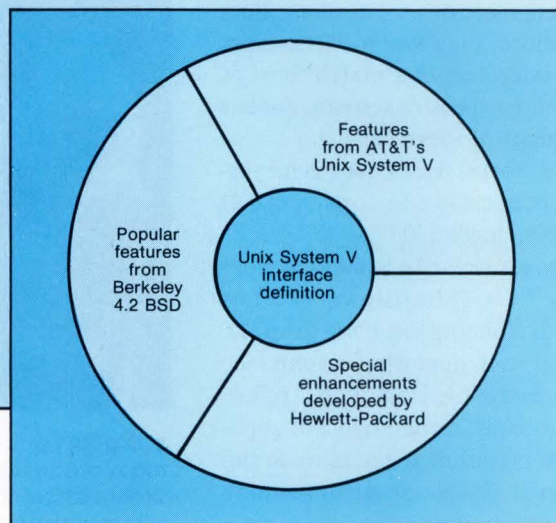 Features
from AT&T's
Unix System V
Popular
features
from
Berkeley
4.2 BSD
Unix System V
interface
definition
Special
enhancements
developed by
Hewlett-Packard